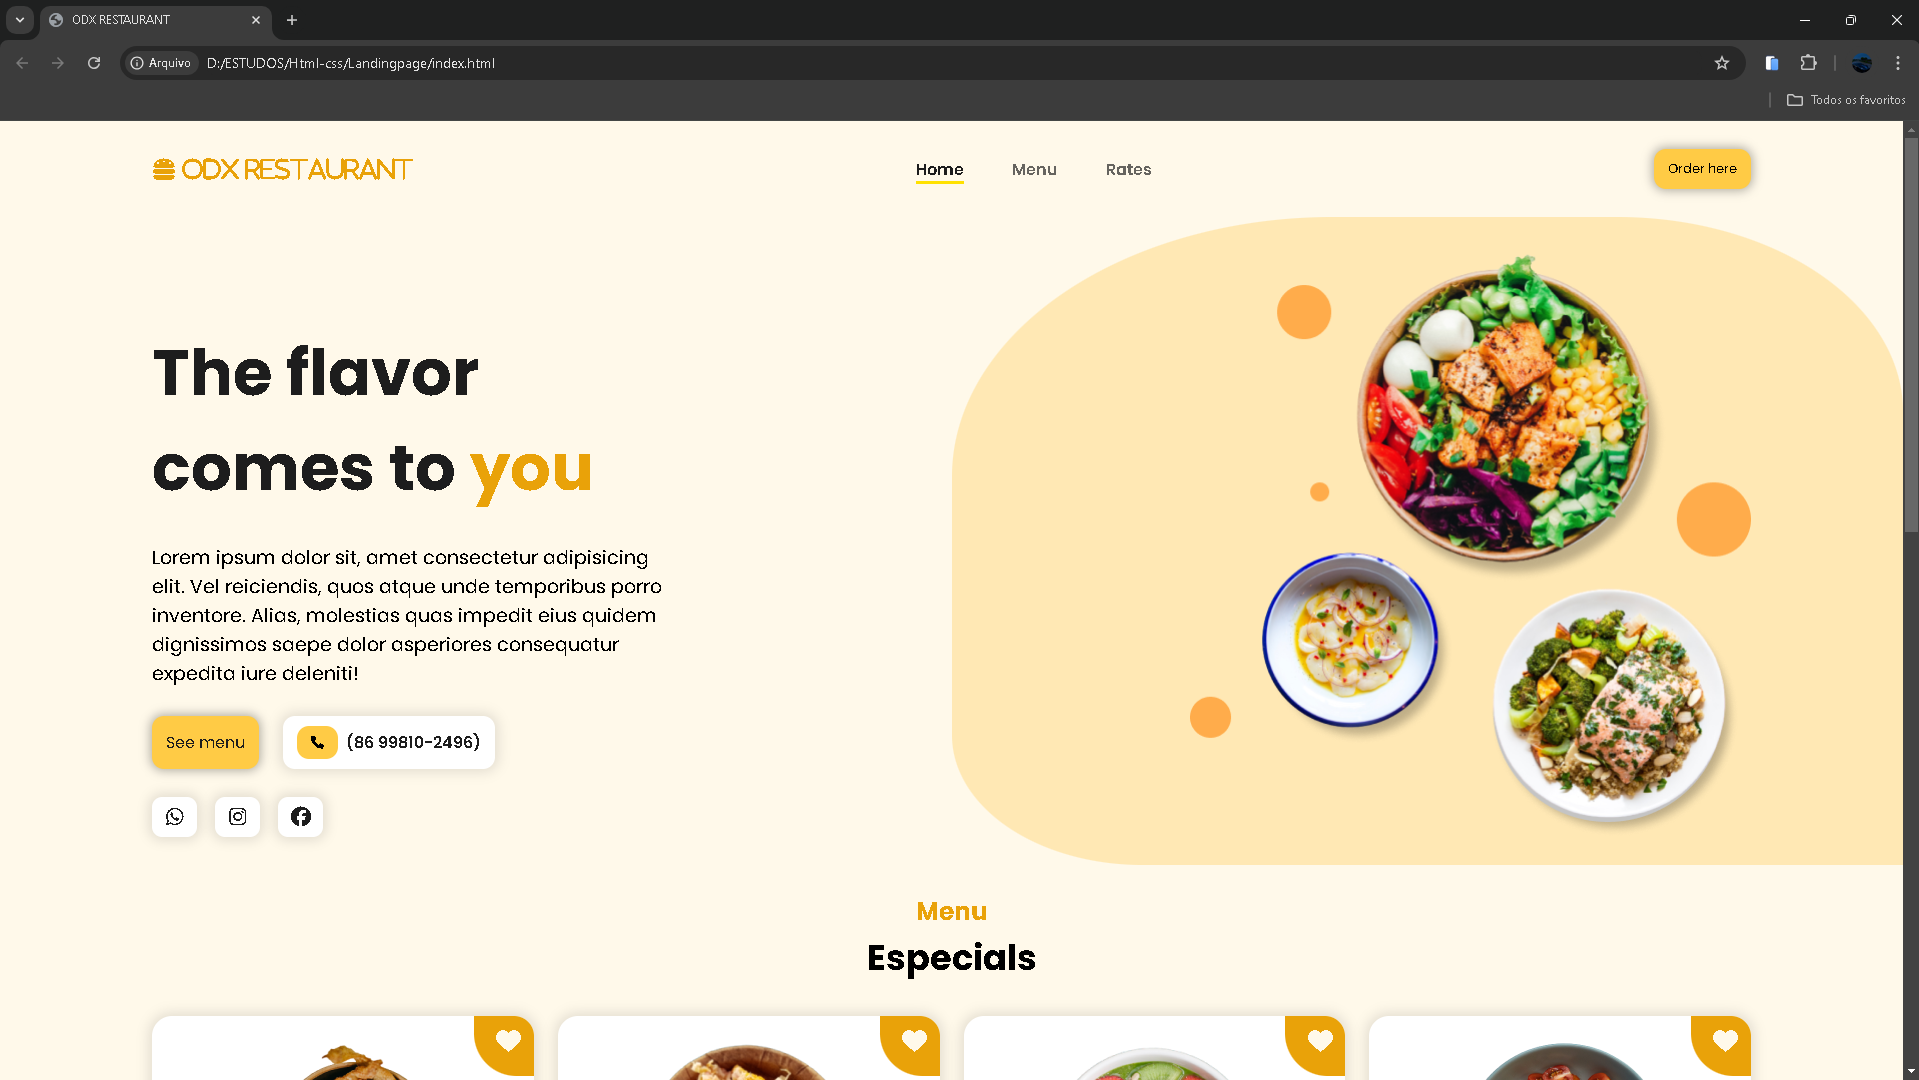 ODX RESTAURANT
Arquivo
D:/ESTUDOS/Html-css/Landingpage/index.html
Todos os favoritos
ODX RESTAURANT
Home
Menu
Rates
Order here
The flavor
comes to you
Lorem ipsum dolor sit, amet consectetur adipisicing
elit. Vel reiciendis, quos atque unde temporibus porro
inventore. Alias, molestias quas impedit eius quidem
dignissimos saepe dolor asperiores consequatur
expedita iure deleniti!
See menu
(86 99810-2496)
Menu
Especials